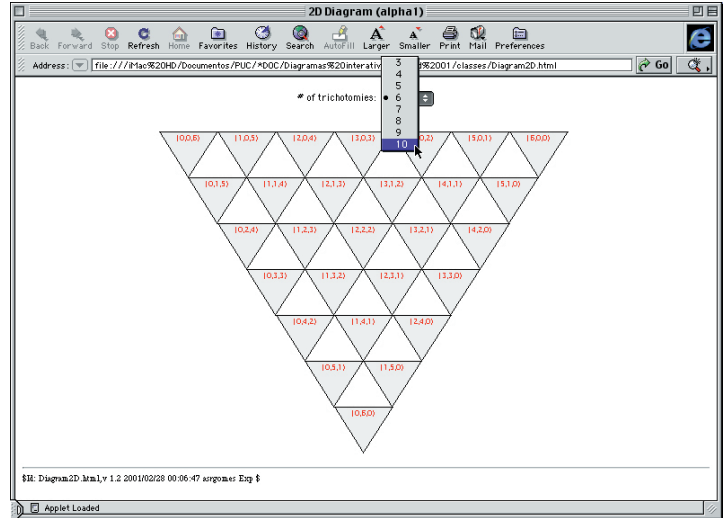 2D Diagram (alpha1)
Back Forward Stop Refresh Home Favorites History Search AutoFill Larger Smaller Print Mail Preferences
Address: file:///iMac%20HD/Documentos/PUC/*DOC/Diagramas%20interativ %2001/classes/Diagram2D.html Go
3
4
5
# of trichotomies: 6
7
8
9
10
(0,0,6) (1,0,5) (2,0,4) (3,0,3) 0,2) (5,0,1) (6,0,0)
(0,1,5) (1,1,4) (2,1,3) (3,1,2) (4,1,1) (5,1,0)
(0,2,4) (1,2,3) (2,2,2) (3,2,1) (4,2,0)
(0,3,3) (1,3,2) (2,3,1) (3,3,0)
(0,4,2) (1,4,1) (2,4,0)
(0,5,1) (1,5,0)
(0,6,0)
$Id: Diagram2D.html,v 1.2 2001/02/28 00:06:47 asrgomes Exp $
Applet Loaded